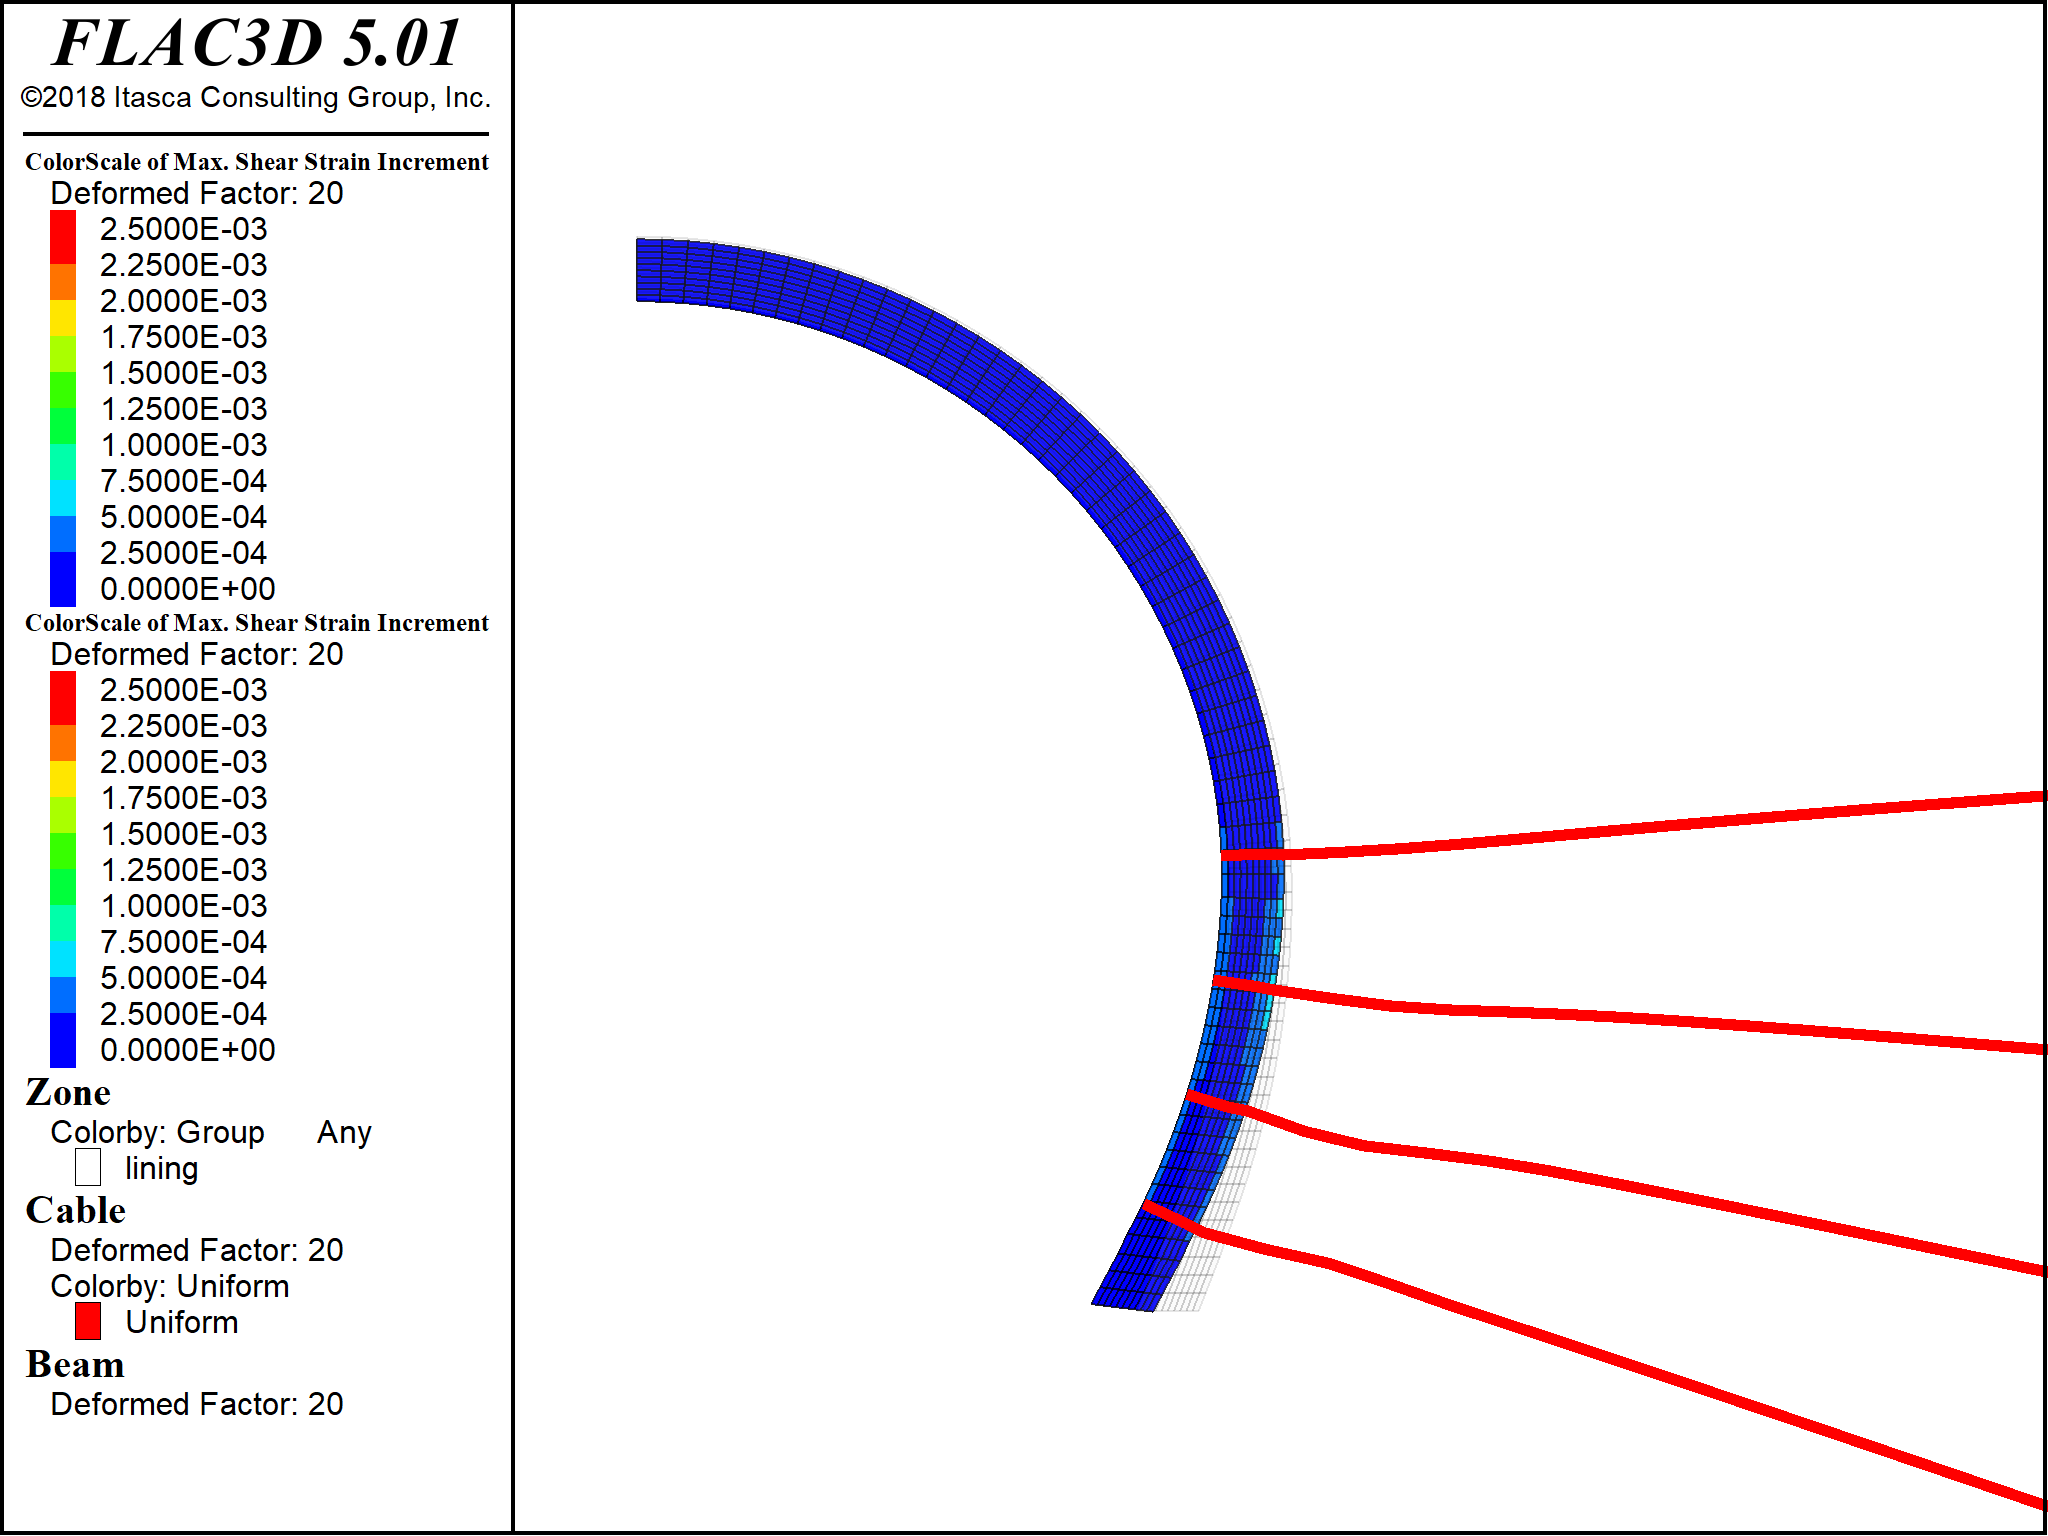 FLAC3D 5.01
©2018 Itasca Consulting Group, Inc.
ColorScale of Max. Shear Strain Increment
Deformed Factor: 20
2.5000E-03
2.2500E-03
2.0000E-03
1.7500E-03
1.5000E-03
1.2500E-03
1.0000E-03
7.5000E-04
5.0000E-04
2.5000E-04
0.0000E+00
ColorScale of Max. Shear Strain Increment
Deformed Factor: 20
2.5000E-03
2.2500E-03
2.0000E-03
1.7500E-03
1.5000E-03
1.2500E-03
1.0000E-03
7.5000E-04
5.0000E-04
2.5000E-04
0.0000E+00
Zone
Colorby: Group Any
lining
Cable
Deformed Factor: 20
Colorby: Uniform
Uniform
Beam
Deformed Factor: 20